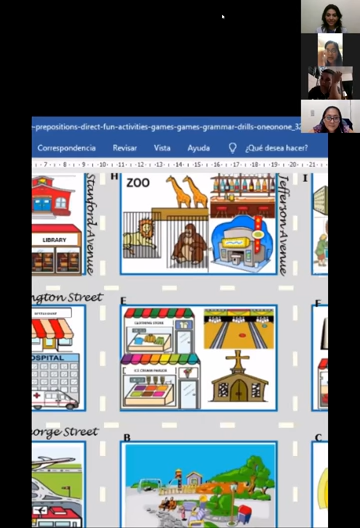 -prepositions-direct-fun-activities-games-games-grammar-drills-oneonone_32
Correspondencia Revisar Vista Ayuda ¿Qué desea hacer?
H
I
ZOO
Stanford Avenue
Jefferson Avenue
LIBRARY
ngton Street
E
F
HOSPITAL
ICE CREAM PARLOR
orge Street
B
C